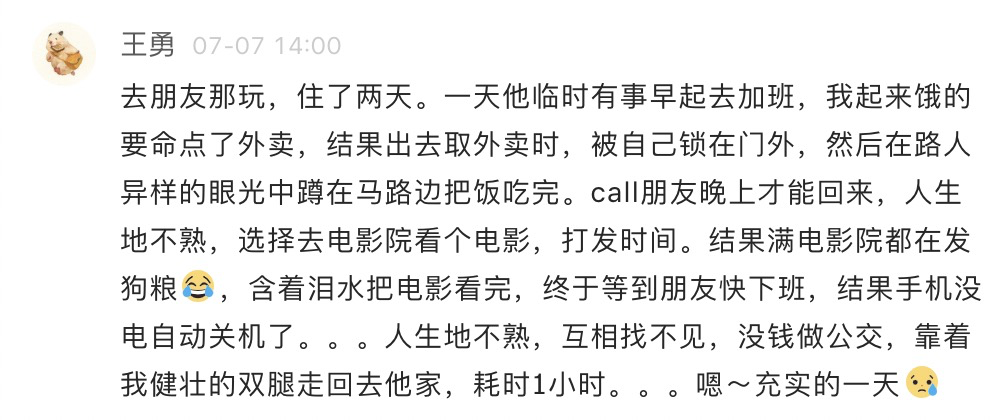 王勇 07-07 14:00
去朋友那玩，住了两天。一天他临时有事早起去加班，我起来饿的
要命点了外卖，结果出去取外卖时，被自己锁在门外，然后在路人
异样的眼光中蹲在马路边把饭吃完。call朋友晚上才能回来，人生
地不熟，选择去电影院看个电影，打发时间。结果满电影院都在发
狗粮😂，含着泪水把电影看完，终于等到朋友快下班，结果手机没
电自动关机了。。。人生地不熟，互相找不见，没钱做公交，靠着
我健壮的双腿走回去他家，耗时1小时。。。嗯～充实的一天😢